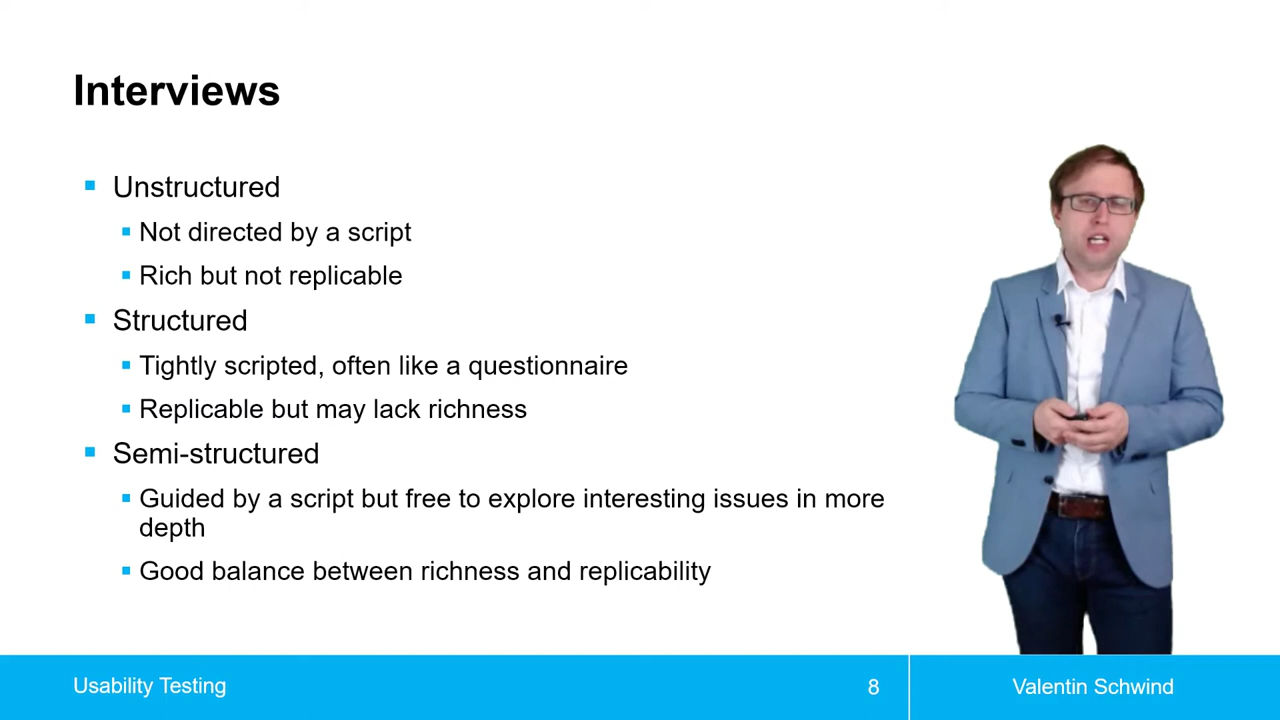 Interviews
Unstructured
Not directed by a script
Rich but not replicable
Structured
Tightly scripted, often like a questionnaire
Replicable but may lack richness
Semi-structured
Guided by a script but free to explore interesting issues in more
depth
Good balance between richness and replicability
Usability Testing
8
Valentin Schwind